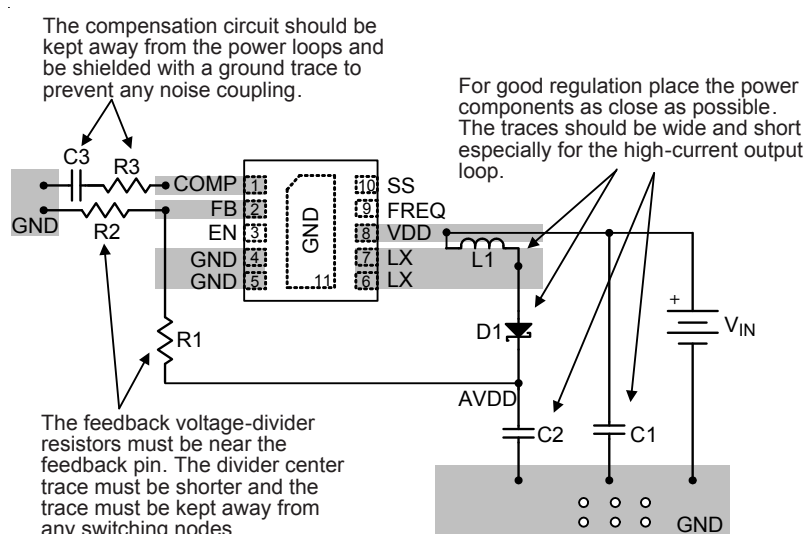 The compensation circuit should be
kept away from the power loops and
be shielded with a ground trace to
prevent any noise coupling.
For good regulation place the power
components as close as possible.
The traces should be wide and short
especially for the high-current output
loop.
C3
R3
COMP
1
10
SS
FB
2
9
FREQ
GND
R2
EN
3
8
VDD
GND
4
7
LX
GND
5
6
LX
GND
11
L1
D1
+
VIN
R1
AVDD
C2
C1
The feedback voltage-divider
resistors must be near the
feedback pin. The divider center
trace must be shorter and the
trace must be kept away from
any switching nodes
GND